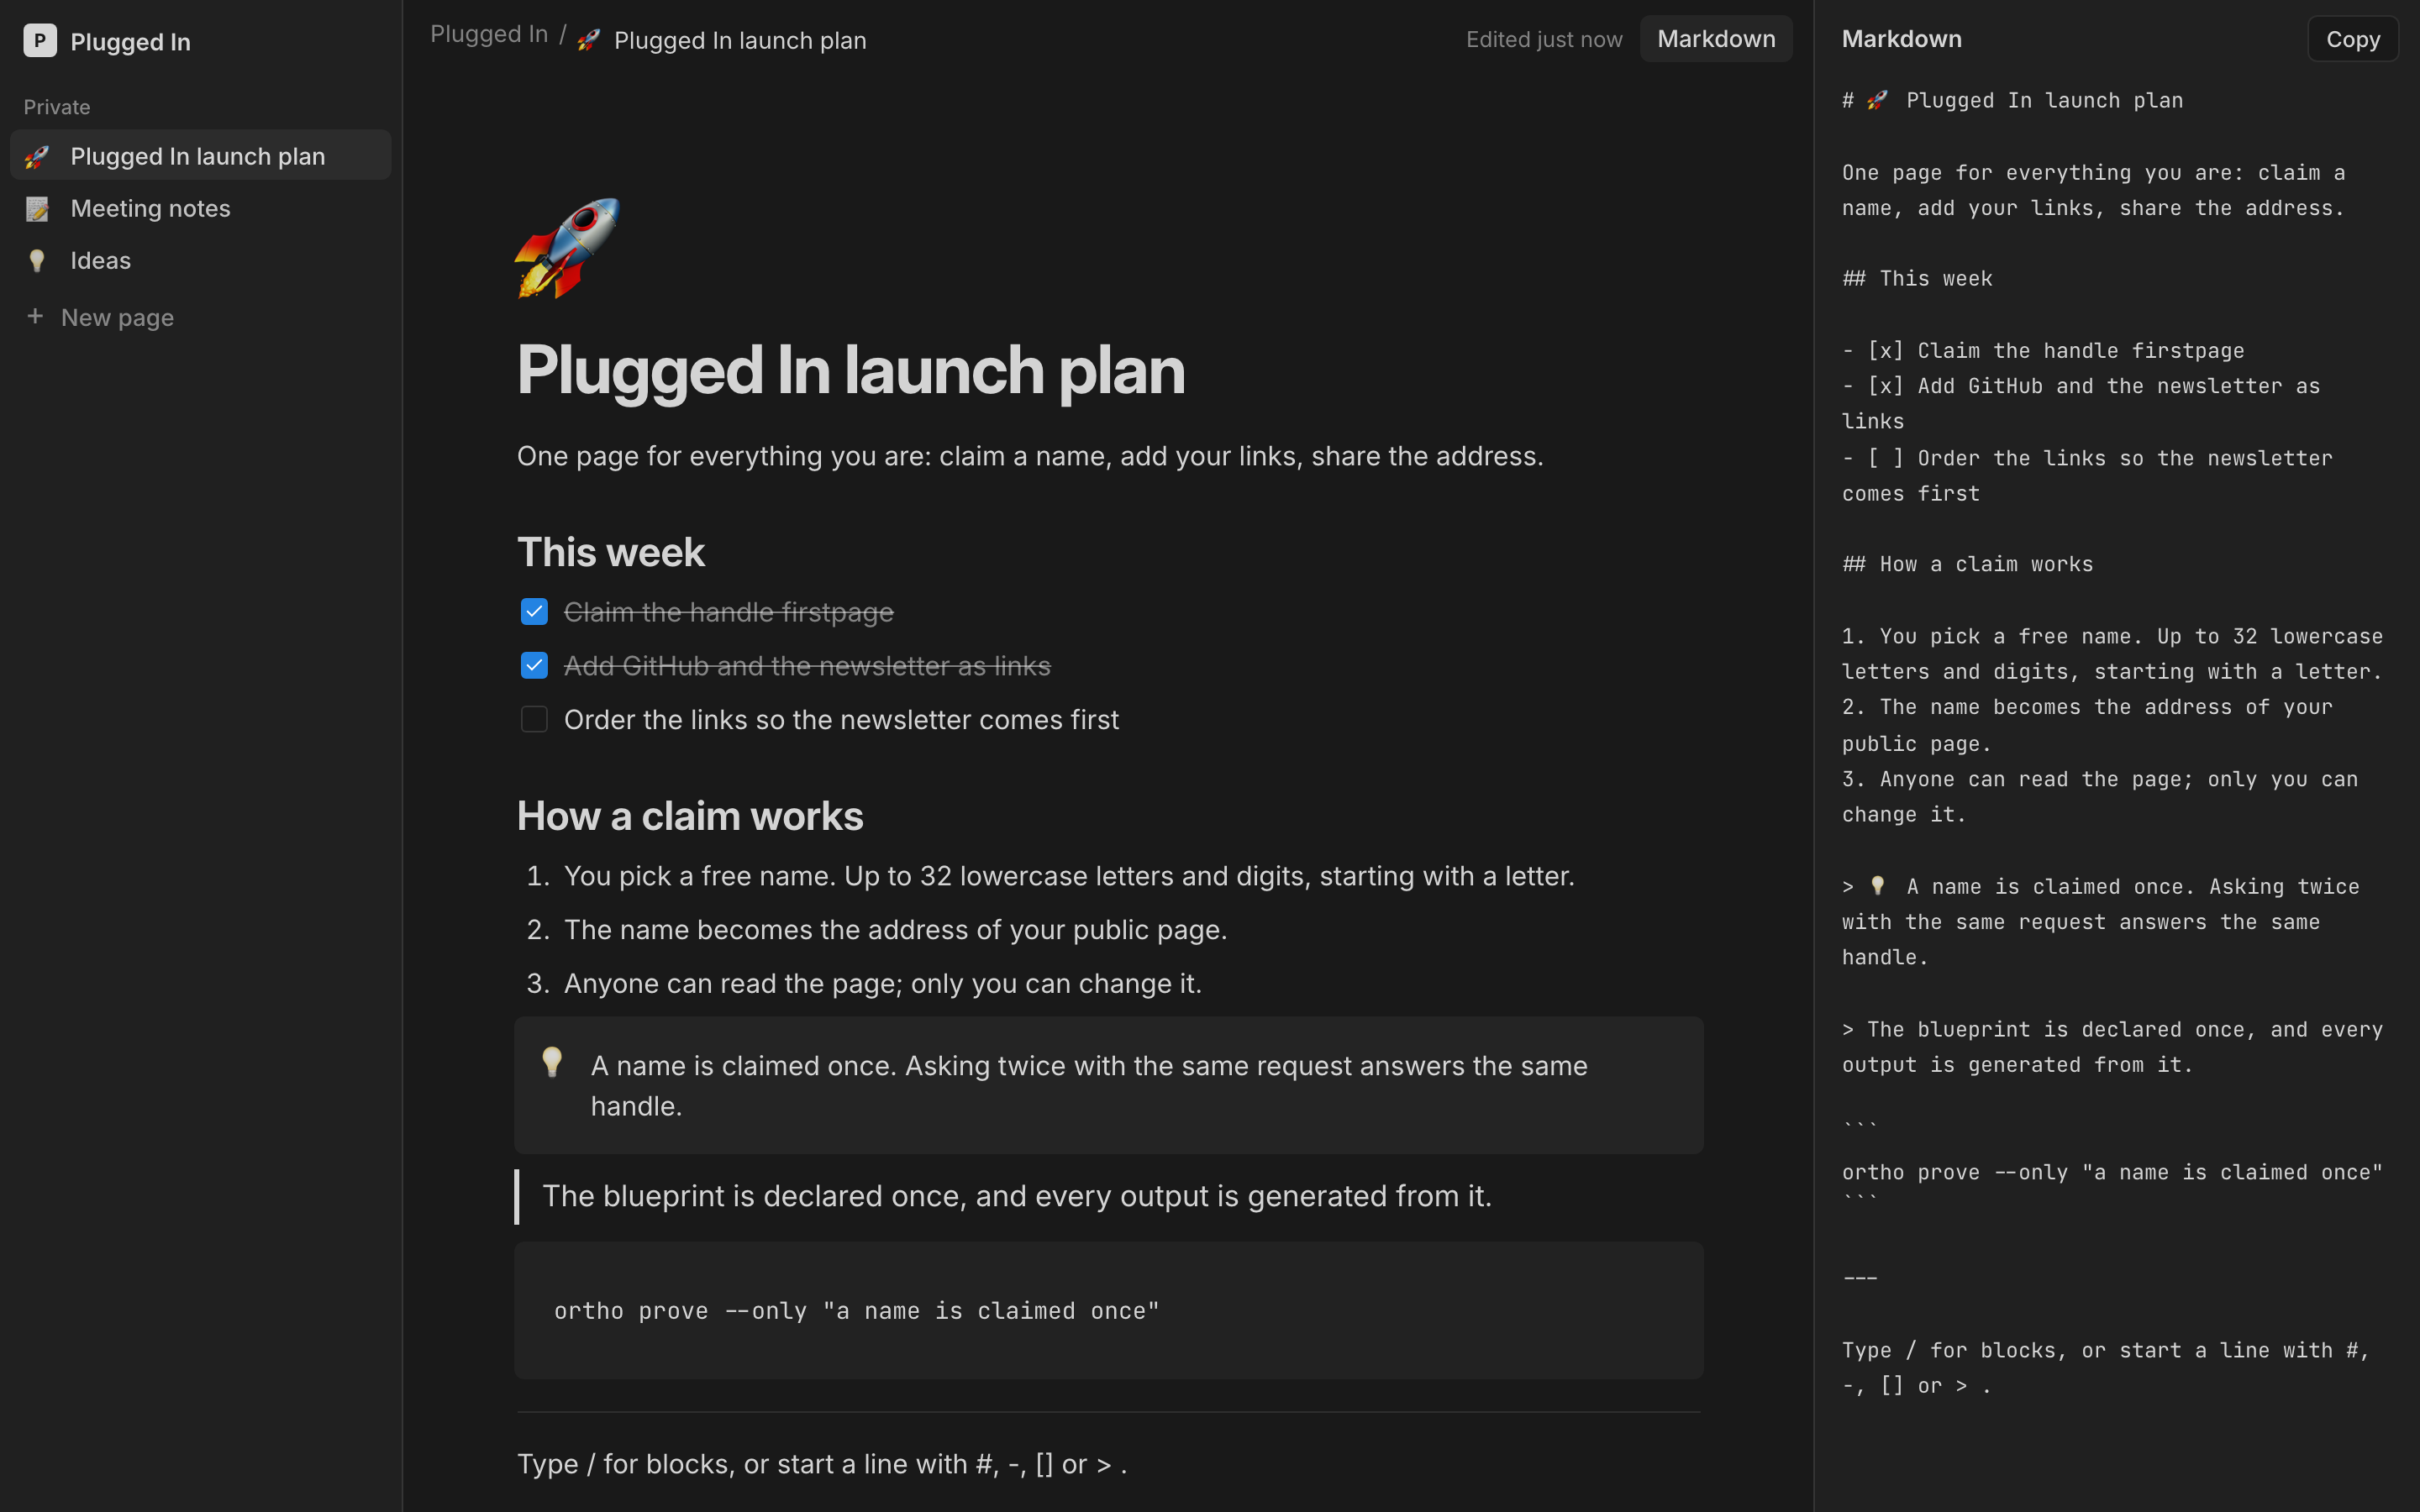 P Plugged In
Private
🚀 Plugged In launch plan
📝 Meeting notes
💡 Ideas
+ New page
Plugged In / 🚀 Plugged In launch plan
Edited just now
Markdown
Plugged In launch plan
One page for everything you are: claim a name, add your links, share the address.
This week
Claim the handle firstpage
Add GitHub and the newsletter as links
Order the links so the newsletter comes first
How a claim works
1. You pick a free name. Up to 32 lowercase letters and digits, starting with a letter.
2. The name becomes the address of your public page.
3. Anyone can read the page; only you can change it.
💡 A name is claimed once. Asking twice with the same request answers the same
handle.
The blueprint is declared once, and every output is generated from it.
ortho prove --only "a name is claimed once"
Type / for blocks, or start a line with #, -, [] or > .
Markdown
Copy
# 🚀 Plugged In launch plan
One page for everything you are: claim a
name, add your links, share the address.
## This week
- [x] Claim the handle firstpage
- [x] Add GitHub and the newsletter as
links
- [ ] Order the links so the newsletter
comes first
## How a claim works
1. You pick a free name. Up to 32 lowercase
letters and digits, starting with a letter.
2. The name becomes the address of your
public page.
3. Anyone can read the page; only you can
change it.
> 💡 A name is claimed once. Asking twice
with the same request answers the same
handle.
> The blueprint is declared once, and every
output is generated from it.
```
ortho prove --only "a name is claimed once"
```
---
Type / for blocks, or start a line with #,
-, [] or > .